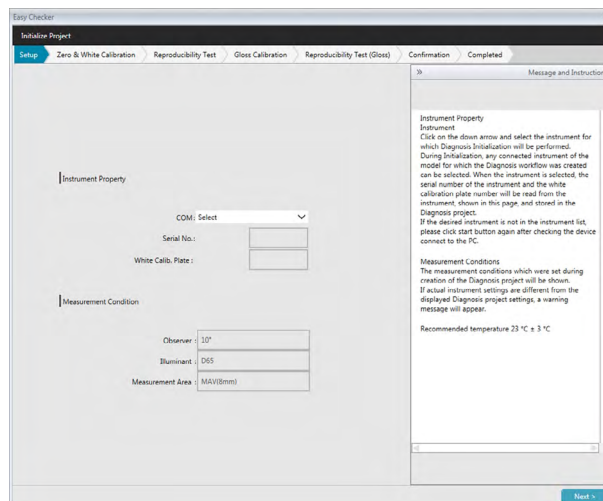 Easy Checker
Initialize Project
Setup Zero & White Calibration Reproducibility Test Gloss Calibration Reproducibility Test (Gloss) Confirmation Completed
» Message and Instruction
Instrument Property
COM: Select
Serial No.:
White Calib. Plate :
Measurement Condition
Observer : 10°
Illuminant : D65
Measurement Area : MAV(8mm)
Instrument Property
Instrument
Click on the down arrow and select the instrument for
which Diagnosis Initialization will be performed.
During Initialization, any connected instrument of the
model for which the Diagnosis workflow was created
can be selected. When the instrument is selected, the
serial number of the instrument and the white
calibration plate number will be read from the
instrument, shown in this page, and stored in the
Diagnosis project.
If the desired instrument is not in the instrument list,
please click start button again after checking the device
connect to the PC.
Measurement Conditions
The measurement conditions which were set during
creation of the Diagnosis project will be shown.
If actual instrument settings are different from the
displayed Diagnosis project settings, a warning
message will appear.
Recommended temperature 23 °C ± 3 °C
Next >